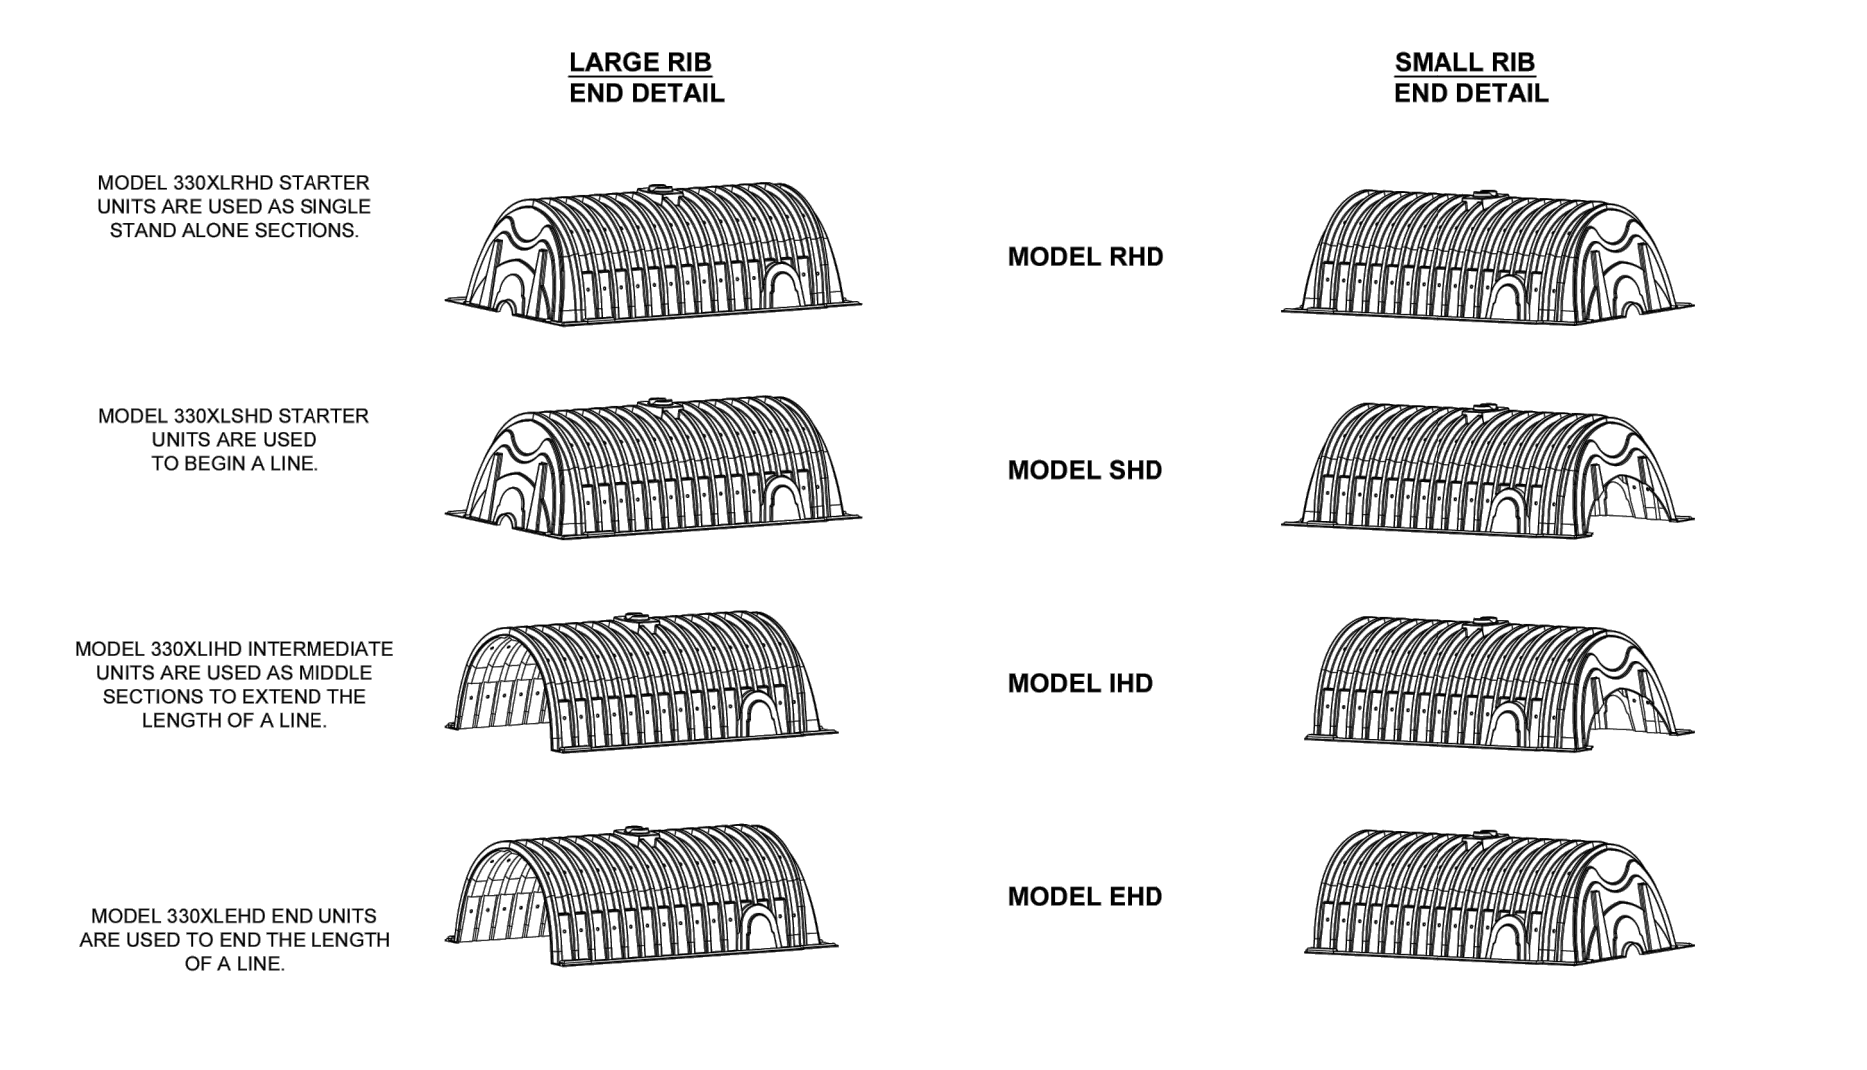 LARGE RIB
END DETAIL
SMALL RIB
END DETAIL
MODEL 330XLRHD STARTER
UNITS ARE USED AS SINGLE
STAND ALONE SECTIONS.
MODEL RHD
MODEL 330XLSHD STARTER
UNITS ARE USED
TO BEGIN A LINE.
MODEL SHD
MODEL 330XLIHD INTERMEDIATE
UNITS ARE USED AS MIDDLE
SECTIONS TO EXTEND THE
LENGTH OF A LINE.
MODEL IHD
MODEL 330XLEHD END UNITS
ARE USED TO END THE LENGTH
OF A LINE.
MODEL EHD